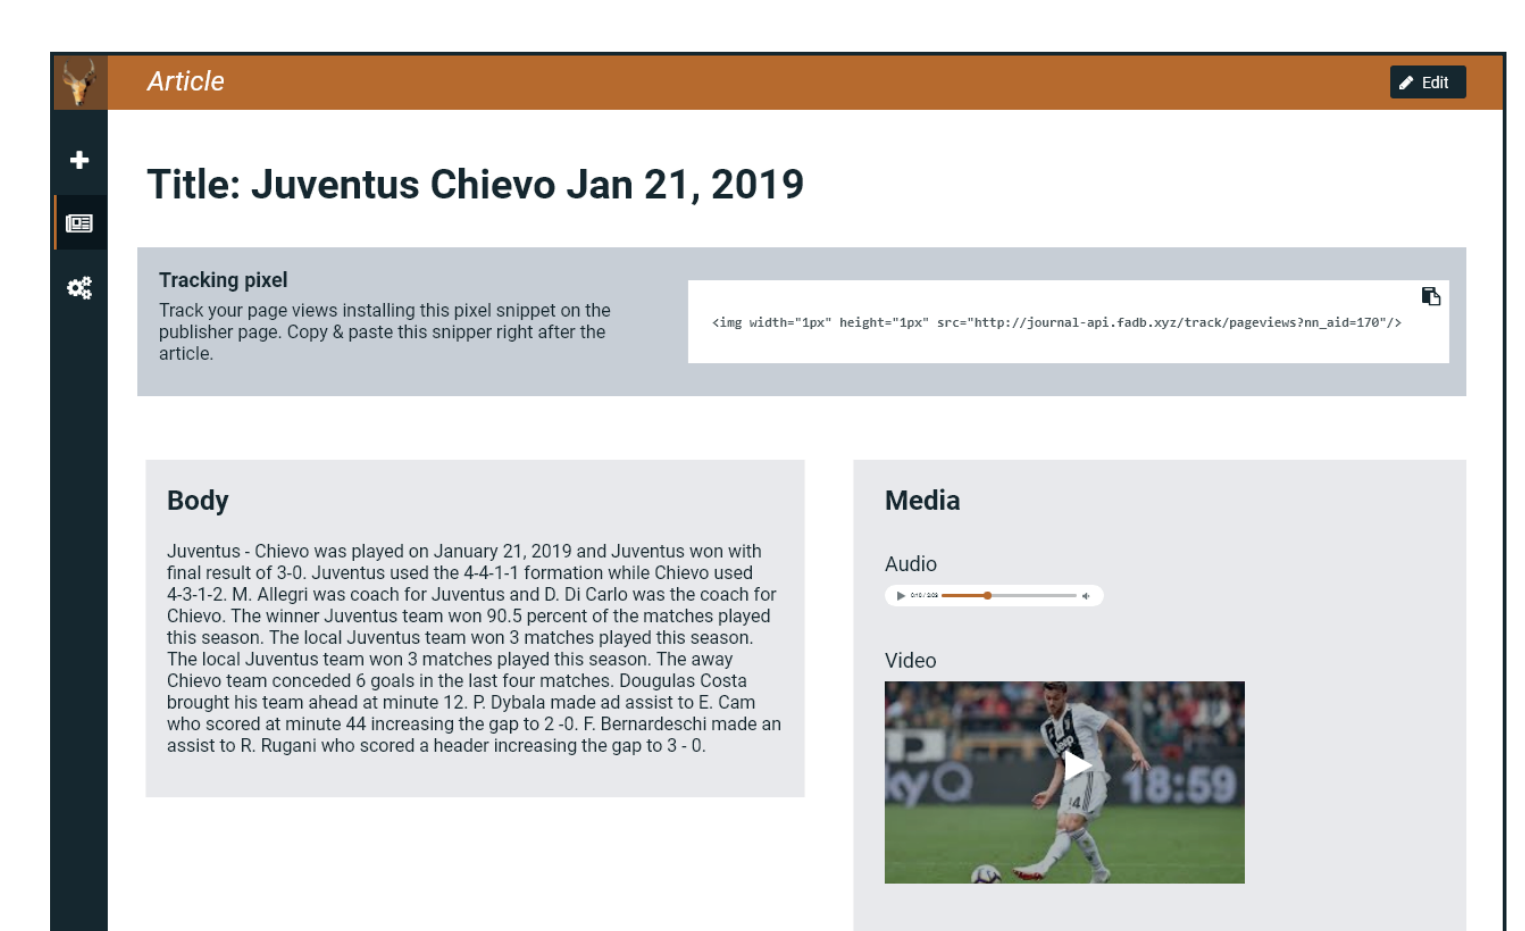 Article
Edit
Title: Juventus Chievo Jan 21, 2019
Tracking pixel
Track your page views installing this pixel snippet on the
publisher page. Copy & paste this snipper right after the
article.
<img width="1px" height="1px" src="http://journal-api.fadb.xyz/track/pageviews?nn_aid=170"/>
Body
Juventus - Chievo was played on January 21, 2019 and Juventus won with
final result of 3-0. Juventus used the 4-4-1-1 formation while Chievo used
4-3-1-2. M. Allegri was coach for Juventus and D. Di Carlo was the coach for
Chievo. The winner Juventus team won 90.5 percent of the matches played
this season. The local Juventus team won 3 matches played this season.
The local Juventus team won 3 matches played this season. The away
Chievo team conceded 6 goals in the last four matches. Dougulas Costa
brought his team ahead at minute 12. P. Dybala made ad assist to E. Cam
who scored at minute 44 increasing the gap to 2 -0. F. Bernardeschi made an
assist to R. Rugani who scored a header increasing the gap to 3 - 0.
Media
Audio
Video
Jeep
kyQ
18:59